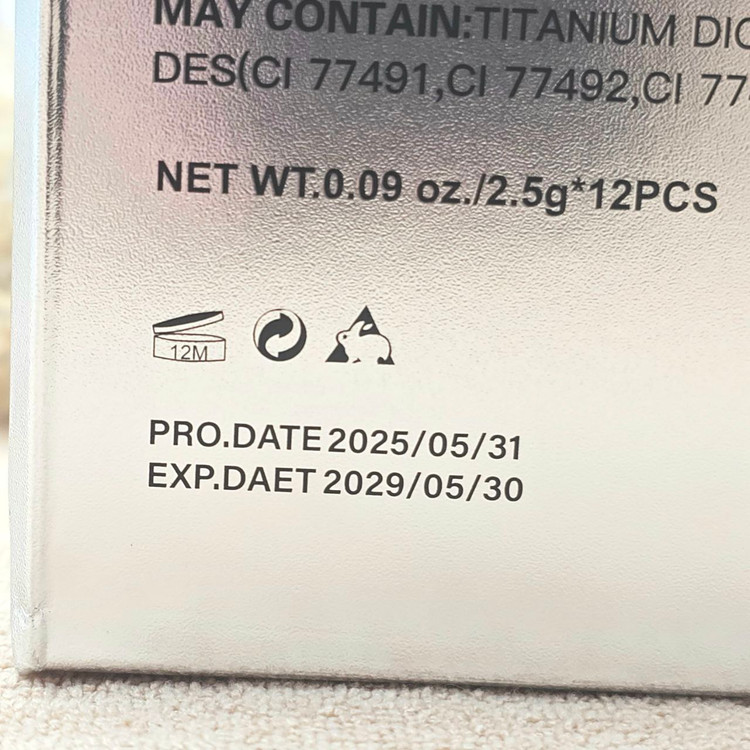 MAY CONTAIN:TITANIUM
DES(CI 77491,CI 77492,CI
NET WT.0.09 oz./2.5g*12PCS
12M
PRO.DATE 2025/05/31
EXP.DAET 2029/05/30